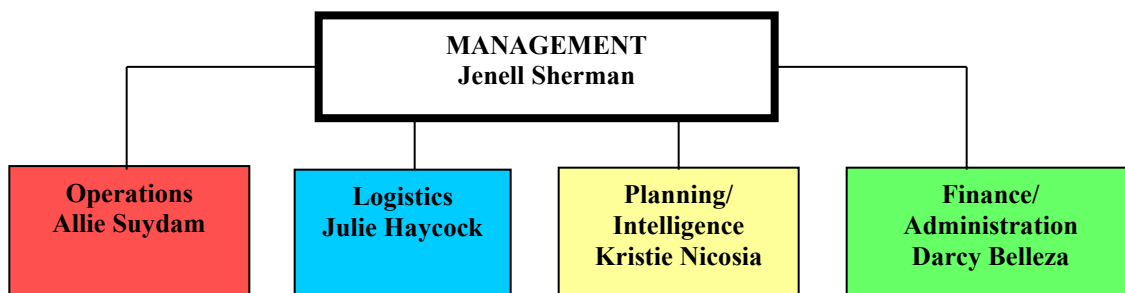 MANAGEMENT
Jenell Sherman
Operations
Allie Suydam
Logistics
Julie Haycock
Planning/
Intelligence
Kristie Nicosia
Finance/
Administration
Darcy Belleza